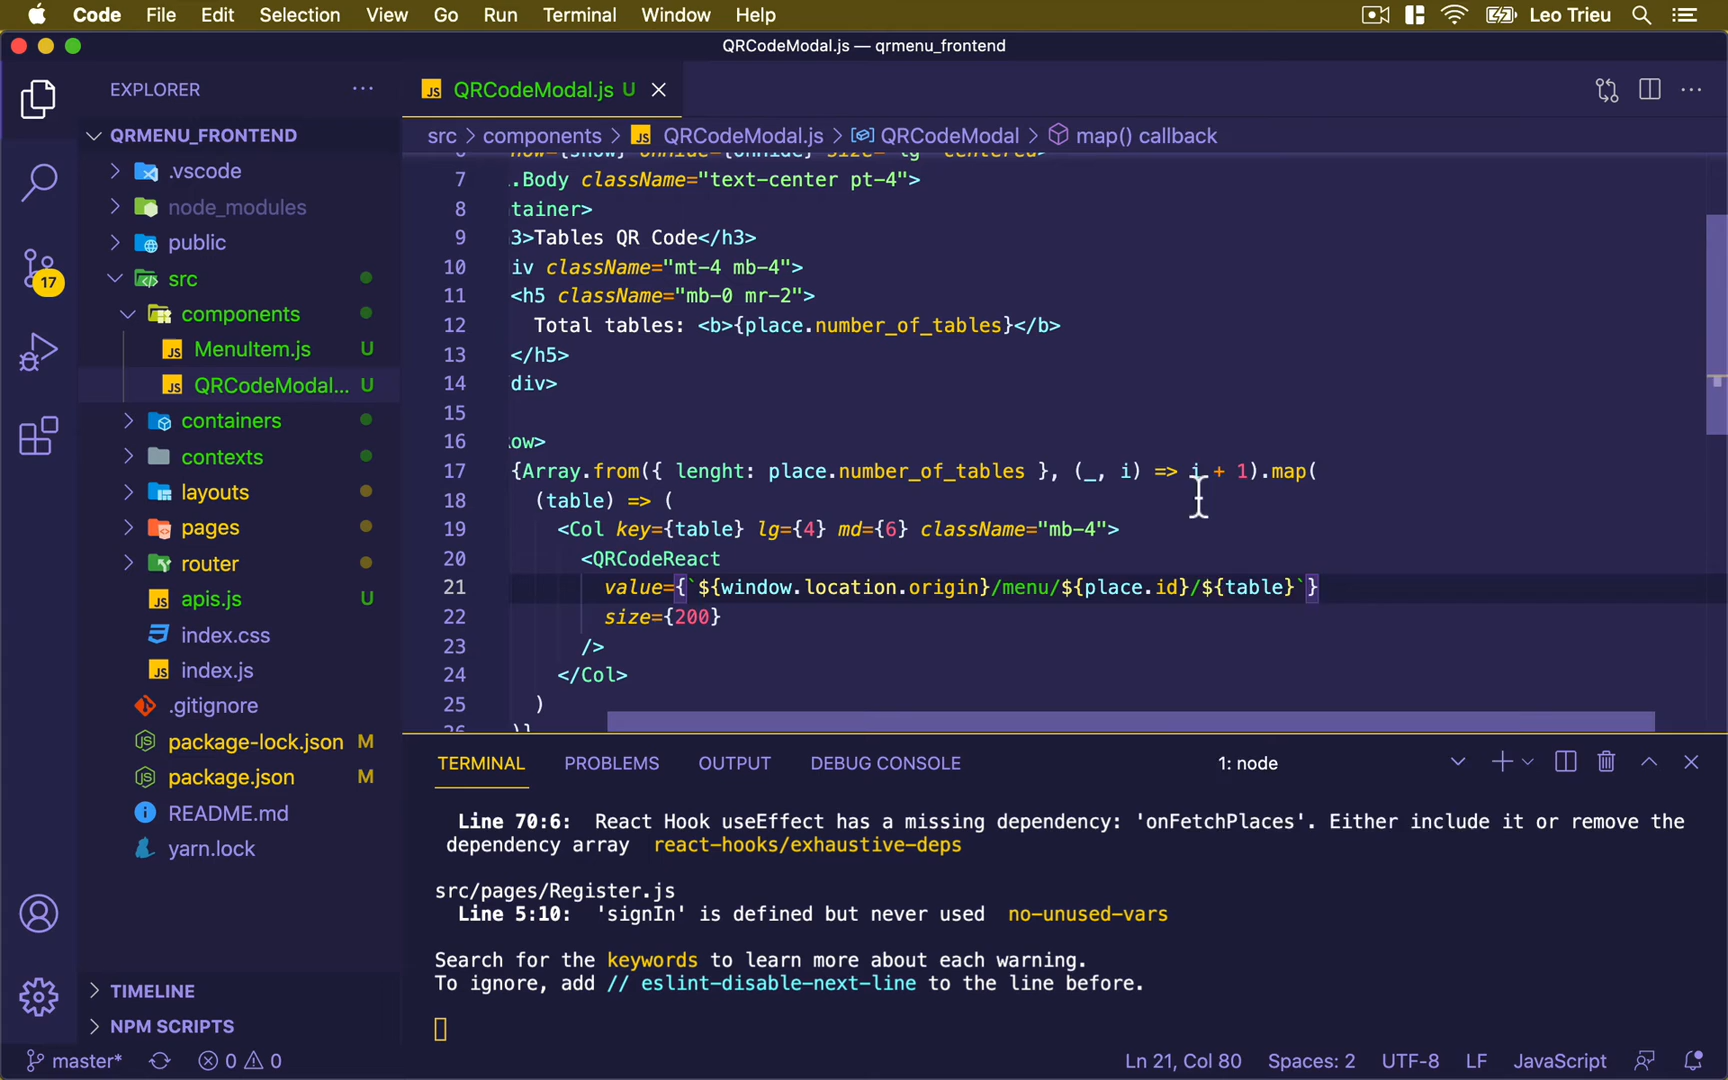 Code File Edit Selection View Go Run Terminal Window Help Leo Trieu
QRCodeModal.js — qrmenu_frontend
EXPLORER
QRMENU_FRONTEND
.vscode
node_modules
public
src
components
MenuItem.js U
QRCodeModal... U
containers
contexts
layouts
pages
router
apis.js U
index.css
index.js
.gitignore
package-lock.json M
package.json M
README.md
yarn.lock
TIMELINE
NPM SCRIPTS
17
QRCodeModal.js U
src > components > QRCodeModal.js > QRCodeModal > map() callback
7 .Body className="text-center pt-4">
8 tainer>
9 3>Tables QR Code</h3>
10 iv className="mt-4 mb-4">
11 <h5 className="mb-0 mr-2">
12 Total tables: <b>{place.number_of_tables}</b>
13 </h5>
14 div>
15
16 ow>
17 {Array.from({ lenght: place.number_of_tables }, (_, i) => i + 1).map(
18 (table) => (
19 <Col key={table} lg={4} md={6} className="mb-4">
20 <QRCodeReact
21 value={`${window.location.origin}/menu/${place.id}/${table}`}
22 size={200}
23 />
24 </Col>
25 )
TERMINAL PROBLEMS OUTPUT DEBUG CONSOLE 1: node
Line 70:6: React Hook useEffect has a missing dependency: 'onFetchPlaces'. Either include it or remove the
dependency array react-hooks/exhaustive-deps
src/pages/Register.js
Line 5:10: 'signIn' is defined but never used no-unused-vars
Search for the keywords to learn more about each warning.
To ignore, add // eslint-disable-next-line to the line before.
master* 0 0 Ln 21, Col 80 Spaces: 2 UTF-8 LF JavaScript